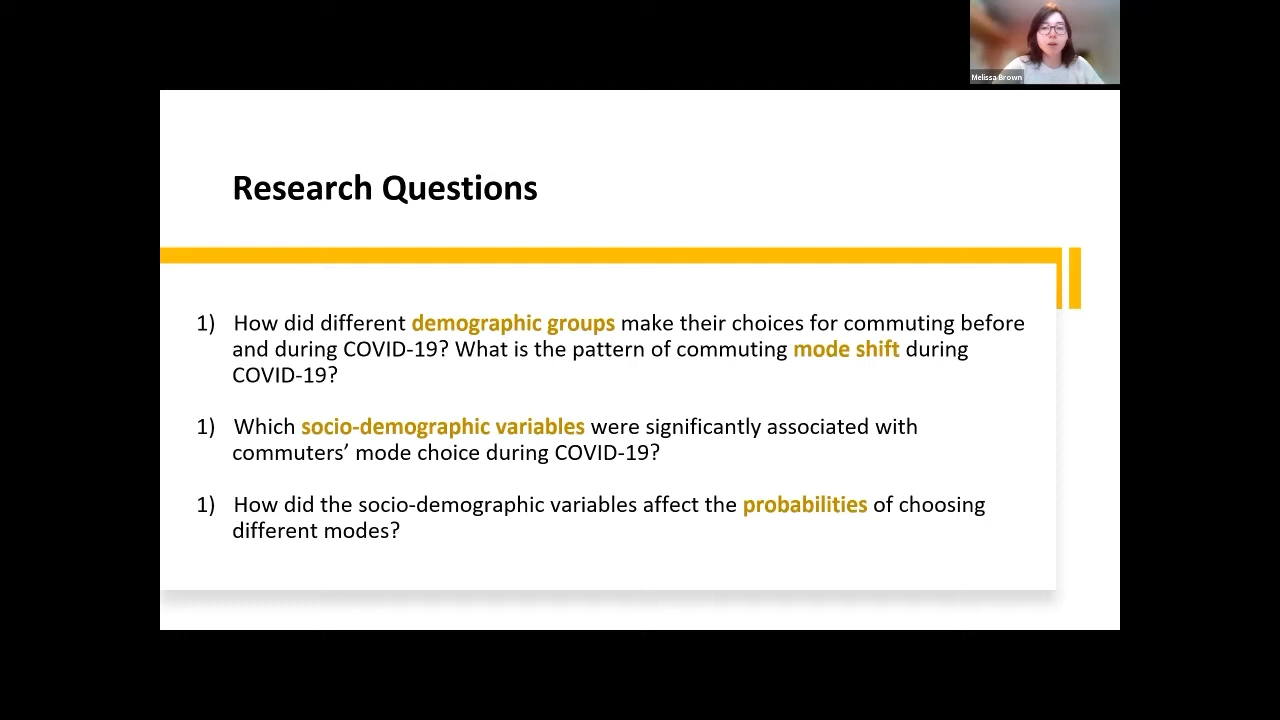 Melissa Brown
Research Questions
1) How did different demographic groups make their choices for commuting before
and during COVID-19? What is the pattern of commuting mode shift during
COVID-19?
1) Which socio-demographic variables were significantly associated with
commuters’ mode choice during COVID-19?
1) How did the socio-demographic variables affect the probabilities of choosing
different modes?